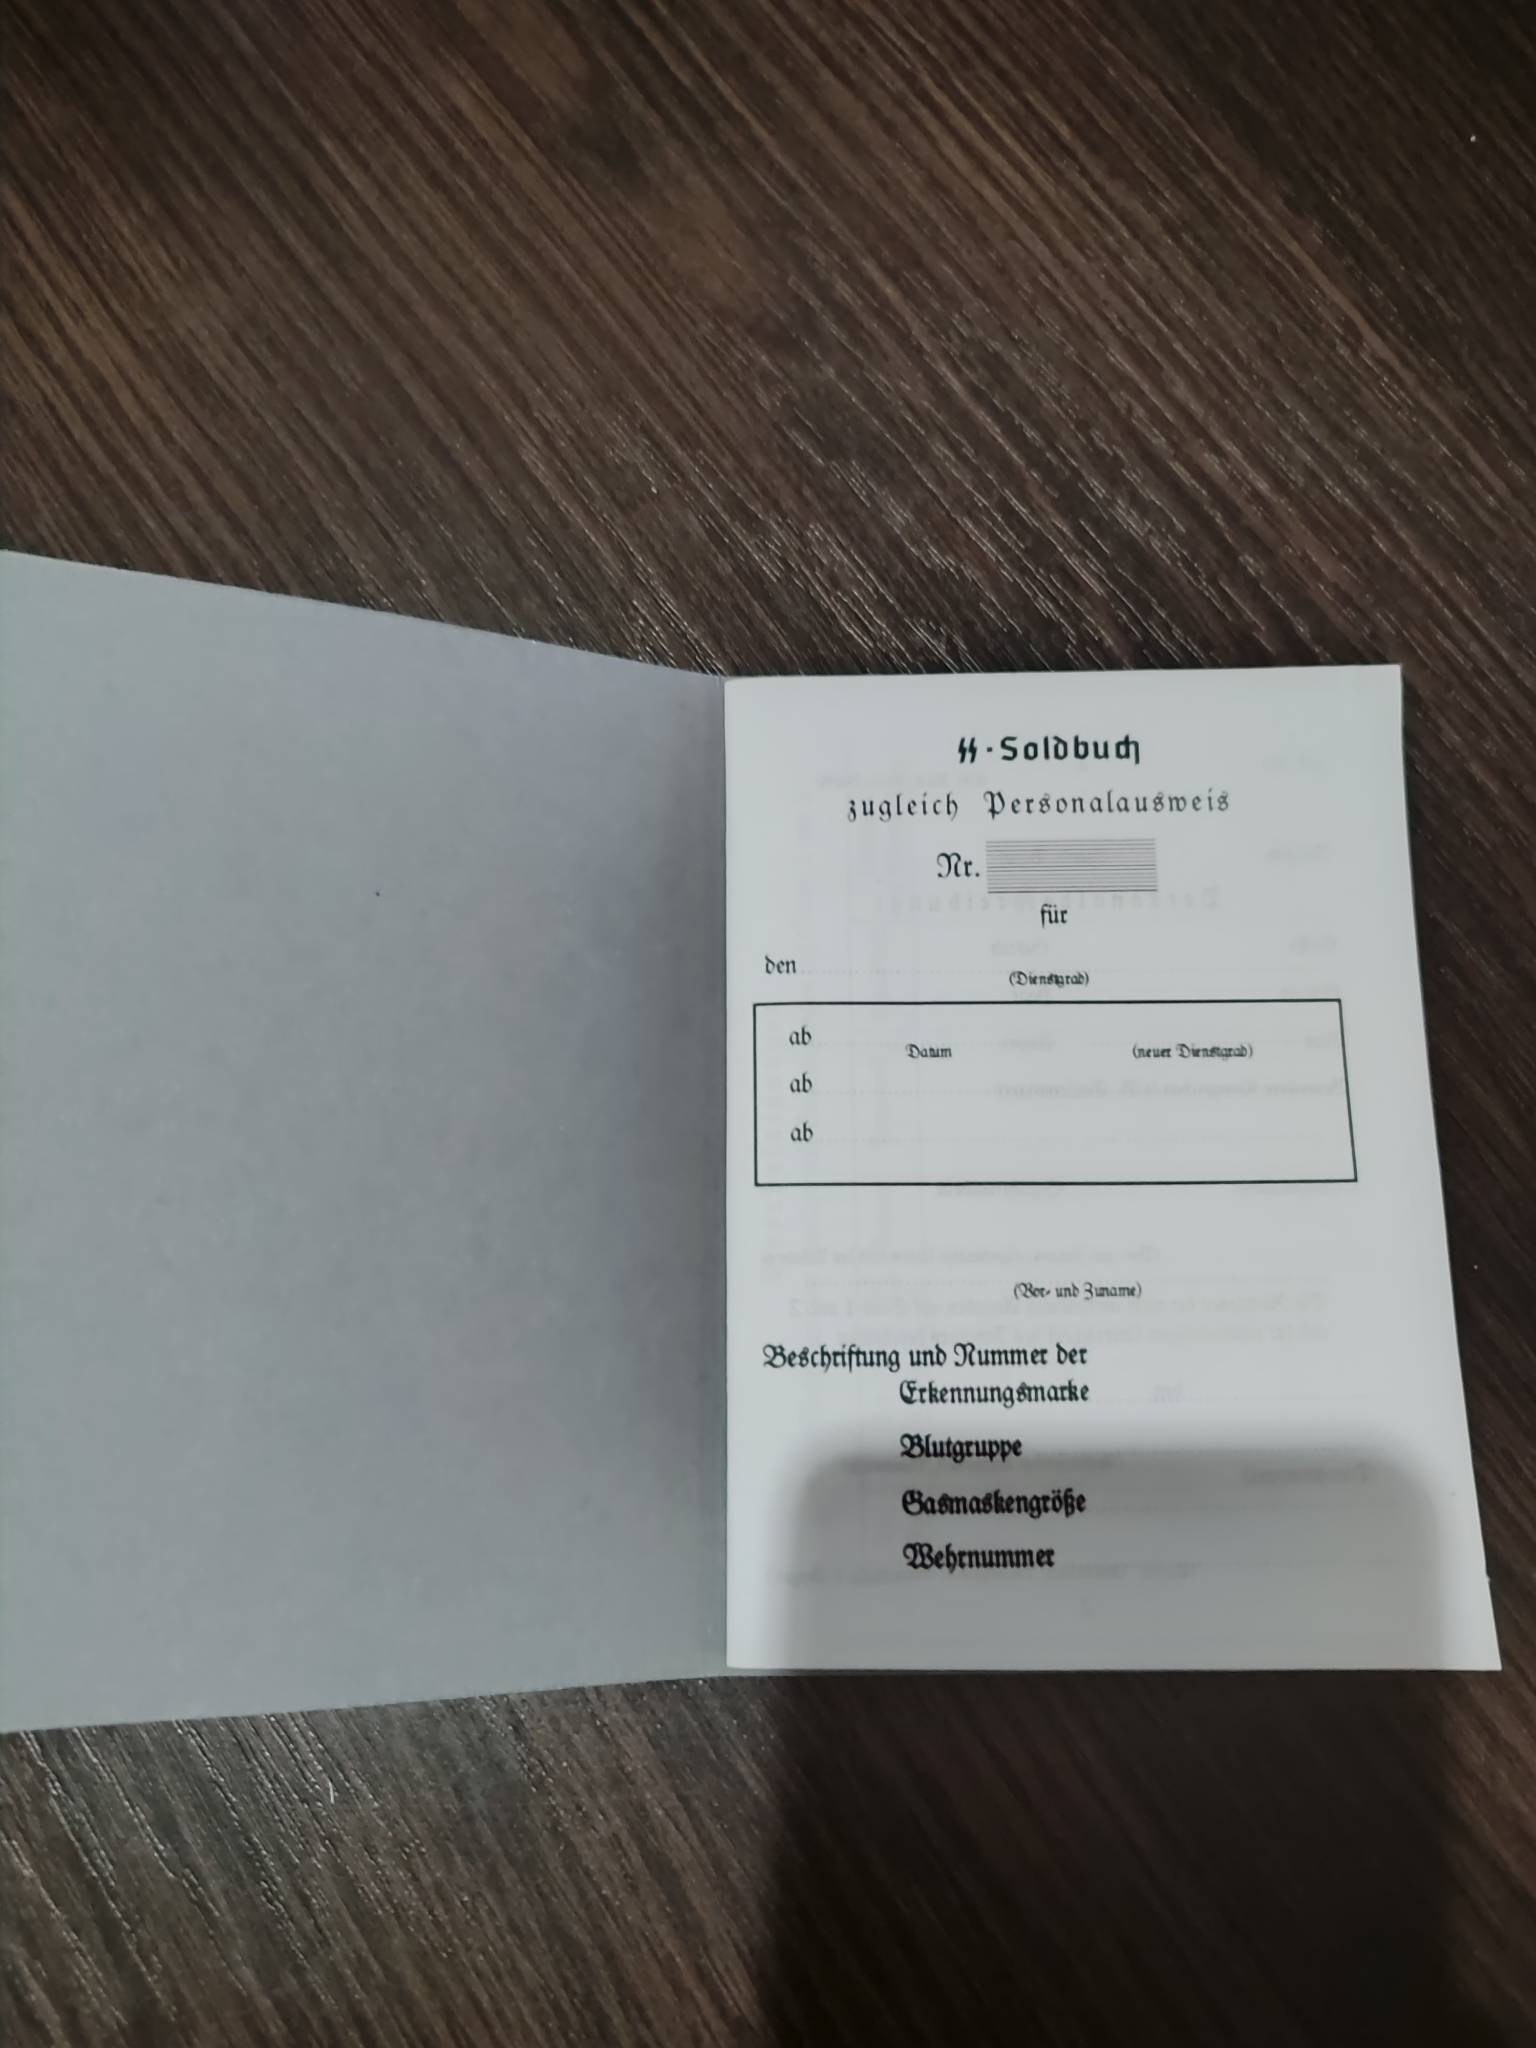 ᛋᛋ-Soldbuch
zugleich Personalausweis
Nr.
für
den
(Dienstgrad)
ab
Datum (neuer Dienstgrad)
ab
ab
(Vor- und Zuname)
Beschriftung und Nummer der
Erkennungsmarke
Blutgruppe
Gasmaskengröße
Wehrnummer